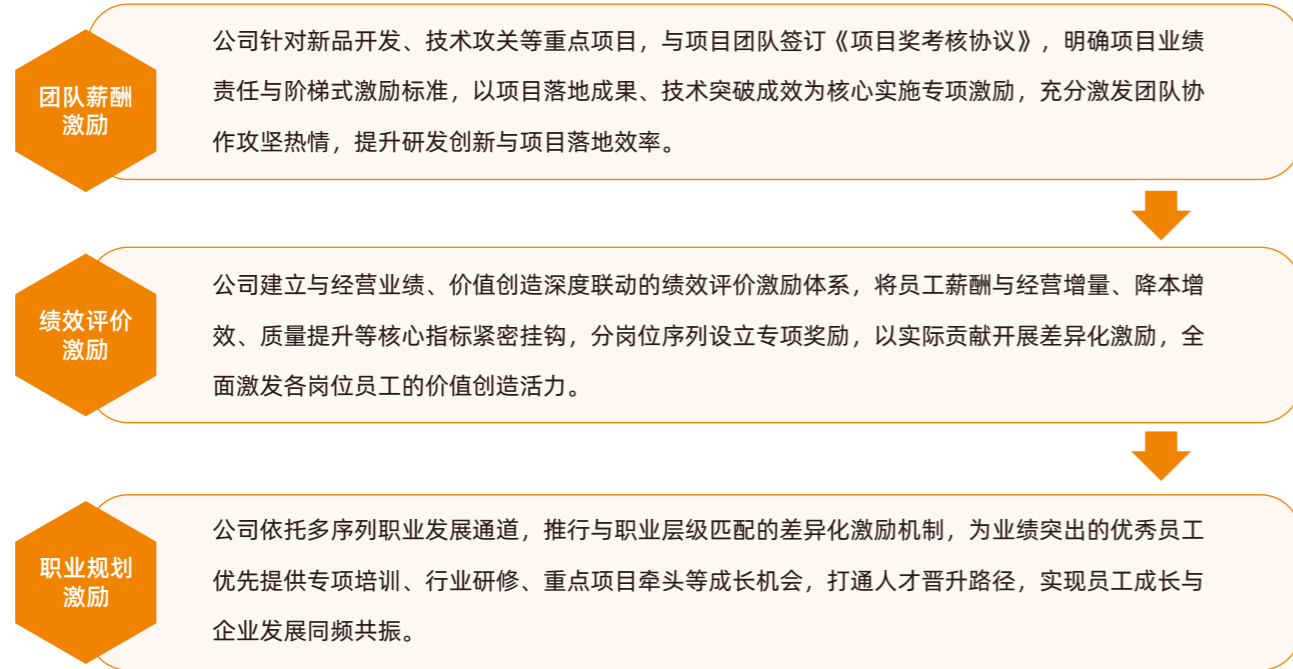 团队薪酬
激励
公司针对新品开发、技术攻关等重点项目，与项目团队签订《项目奖考核协议》，明确项目业绩
责任与阶梯式激励标准，以项目落地成果、技术突破成效为核心实施专项激励，充分激发团队协
作攻坚热情，提升研发创新与项目落地效率。
绩效评价
激励
公司建立与经营业绩、价值创造深度联动的绩效评价激励体系，将员工薪酬与经营增量、降本增
效、质量提升等核心指标紧密挂钩，分岗位序列设立专项奖励，以实际贡献开展差异化激励，全
面激发各岗位员工的价值创造活力。
职业规划
激励
公司依托多序列职业发展通道，推行与职业层级匹配的差异化激励机制，为业绩突出的优秀员工
优先提供专项培训、行业研修、重点项目牵头等成长机会，打通人才晋升路径，实现员工成长与
企业发展同频共振。